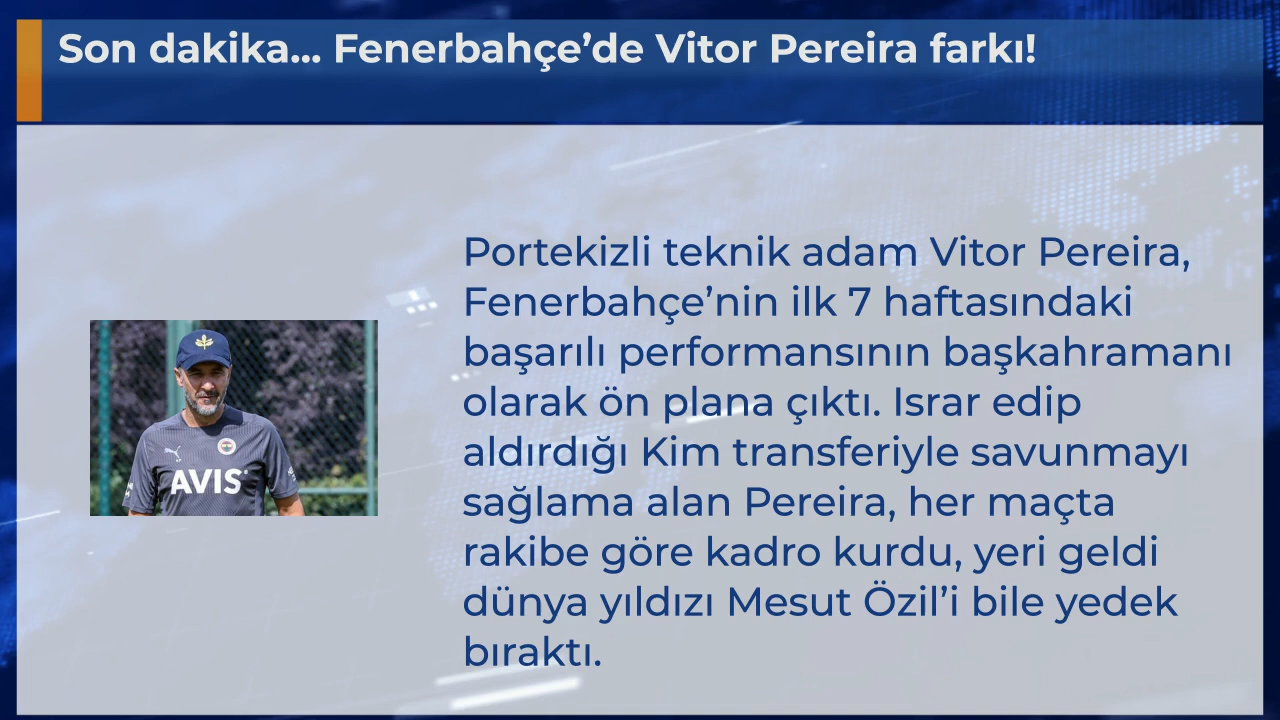 Son dakika... Fenerbahçe’de Vitor Pereira farkı!
Portekizli teknik adam Vitor Pereira,
Fenerbahçe’nin ilk 7 haftasındaki
başarılı performansının başkahramanı
olarak ön plana çıktı. Israr edip
aldırdığı Kim transferiyle savunmayı
sağlama alan Pereira, her maçta
rakibe göre kadro kurdu, yeri geldi
dünya yıldızı Mesut Özil’i bile yedek
bıraktı.
AVIS